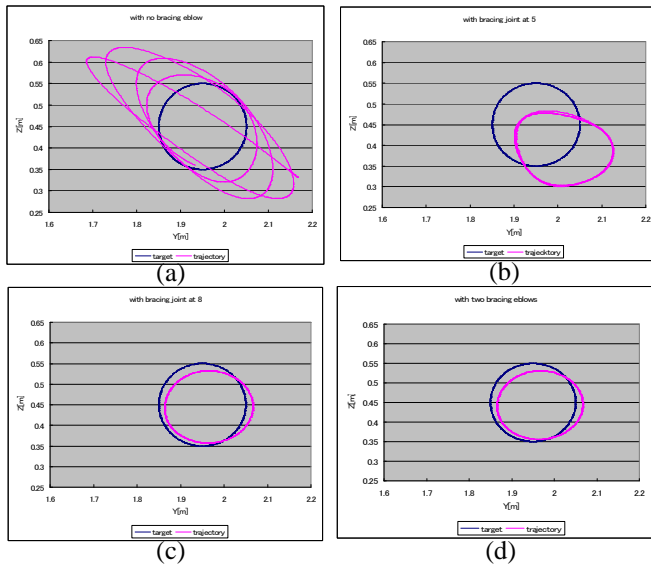 with no bracing eblow
0.65
0.6
0.55
0.5
0.45
0.4
0.35
0.3
0.25
Z[m]
1.6 1.7 1.8 1.9 2 2.1 2.2
Y[m]
target trajectory
(a)
with bracing joint at 5
0.65
0.6
0.55
0.5
0.45
0.4
0.35
0.3
0.25
Z[m]
1.6 1.7 1.8 1.9 2 2.1 2.2
Y[m]
target trajecktory
(b)
with bracing joint at 8
0.65
0.6
0.55
0.5
0.45
0.4
0.35
0.3
0.25
Z[m]
1.6 1.7 1.8 1.9 2 2.1 2.2
Y[m]
target trajectory
(c)
with two bracing eblows
0.65
0.6
0.55
0.5
0.45
0.4
0.35
0.3
0.25
Z[m]
1.6 1.7 1.8 1.9 2 2.1 2.2
Y[m]
target trajectory
(d)